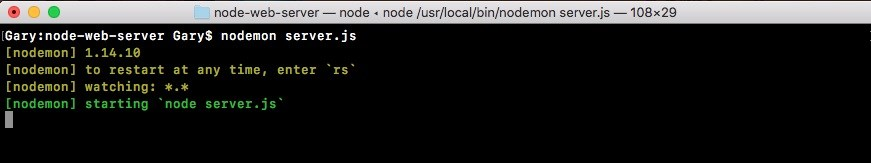 node-web-server — node • node /usr/local/bin/nodemon server.js — 108×29
[Gary:node-web-server Gary$ nodemon server.js
[nodemon] 1.14.10
[nodemon] to restart at any time, enter `rs`
[nodemon] watching: *.*
[nodemon] starting `node server.js`